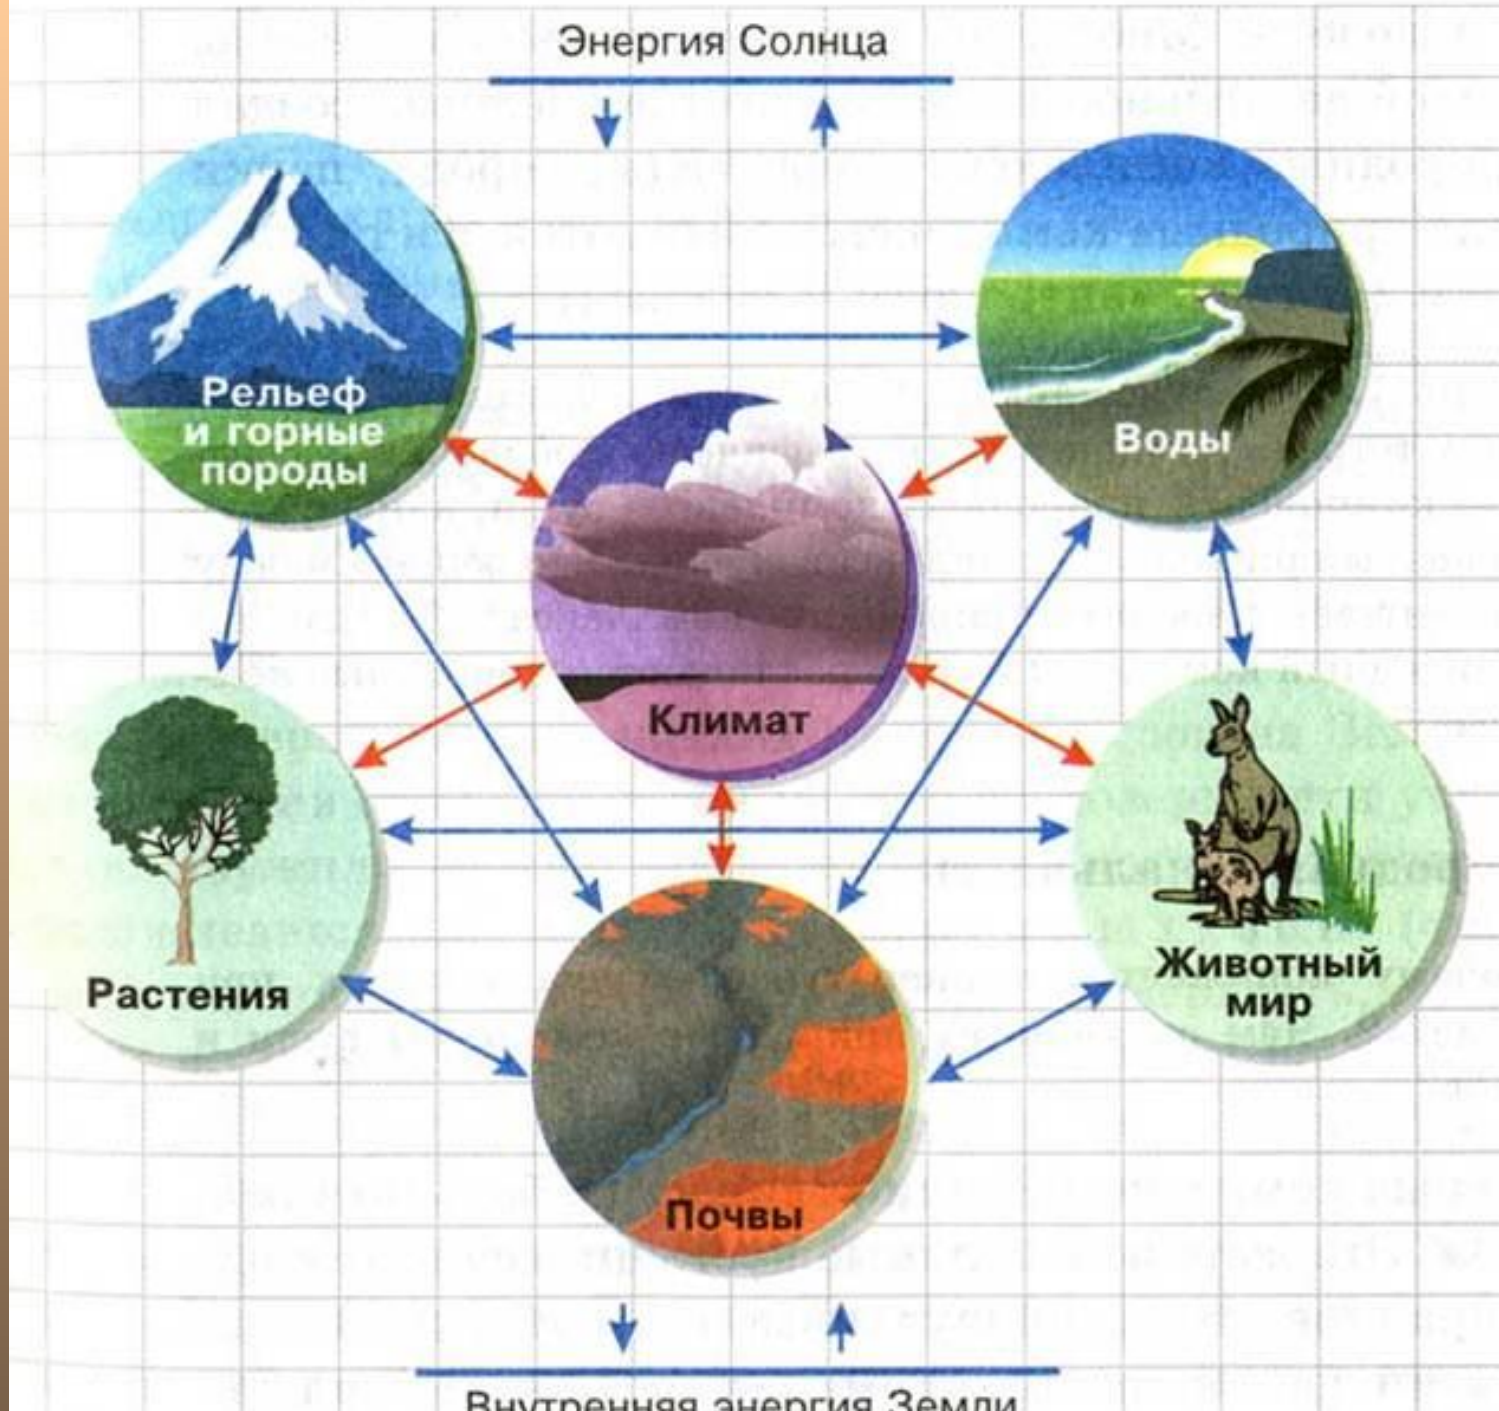 Энергия Солнца
Рельеф
и горные
породы
Воды
Климат
Растения
Животный
мир
Почвы
Внутренняя энергия Земли